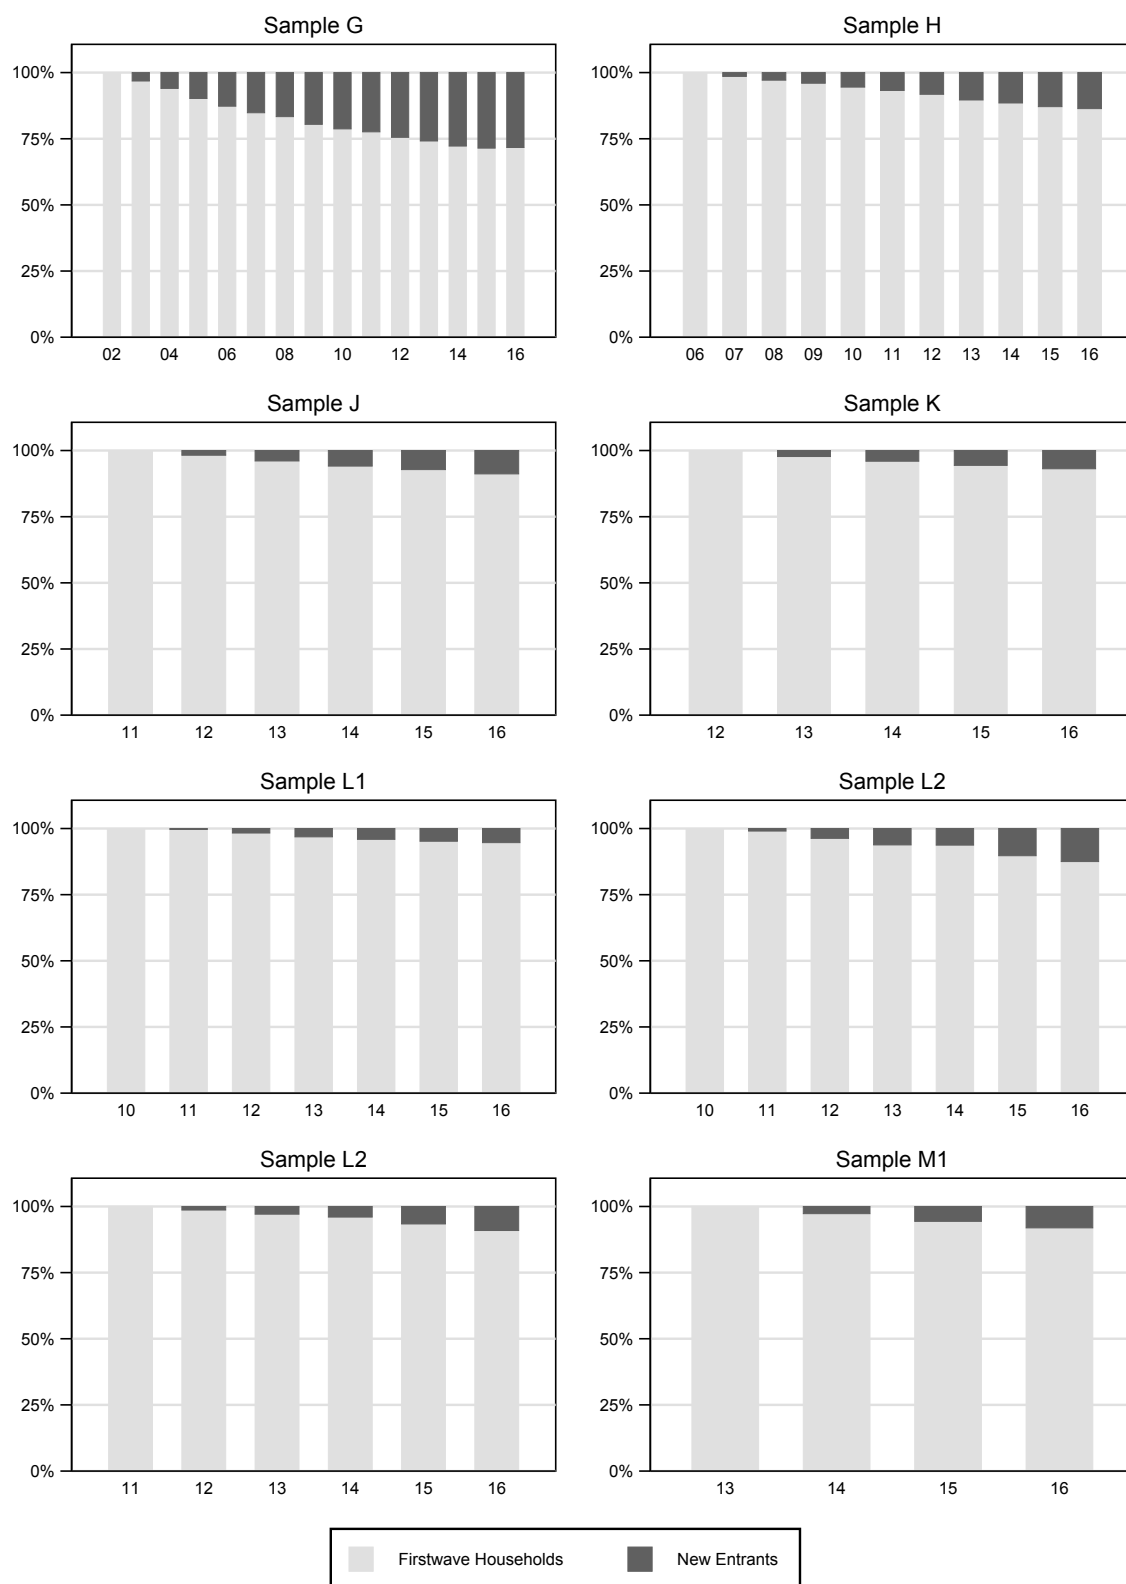 Sample G
100%
75%
50%
25%
0%
02 04 06 08 10 12 14 16
Sample H
100%
75%
50%
25%
0%
06 07 08 09 10 11 12 13 14 15 16
Sample J
100%
75%
50%
25%
0%
11 12 13 14 15 16
Sample K
100%
75%
50%
25%
0%
12 13 14 15 16
Sample L1
100%
75%
50%
25%
0%
10 11 12 13 14 15 16
Sample L2
100%
75%
50%
25%
0%
10 11 12 13 14 15 16
Sample L2
100%
75%
50%
25%
0%
11 12 13 14 15 16
Sample M1
100%
75%
50%
25%
0%
13 14 15 16
Firstwave Households New Entrants